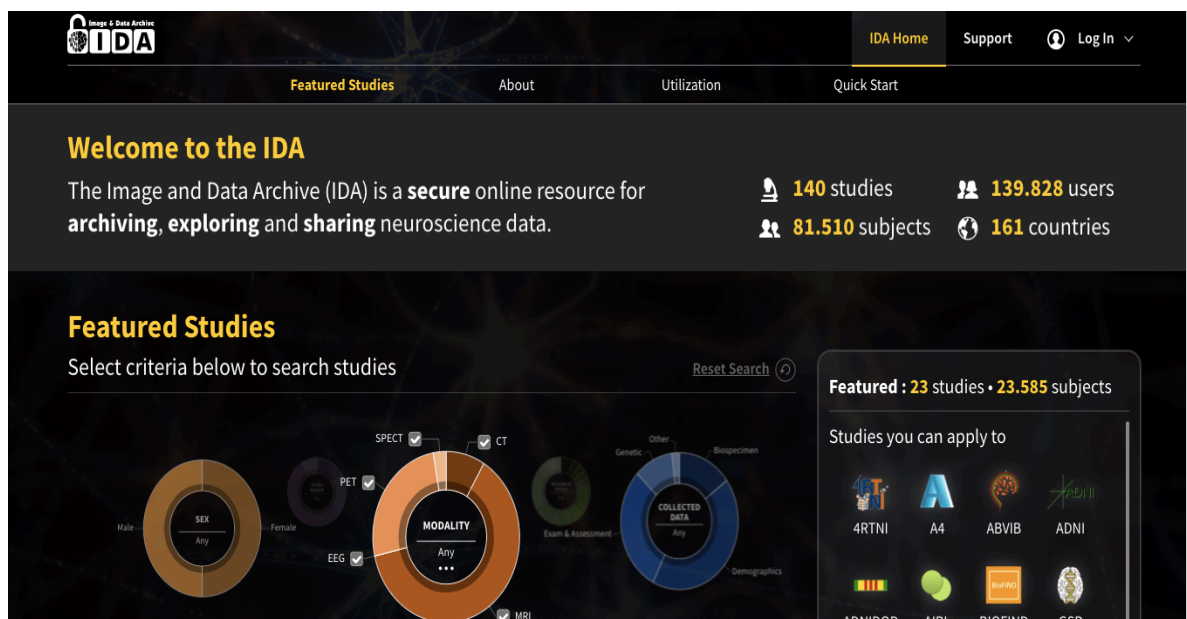 Image & Data Archive
IDA
IDA Home Support Log In
Featured Studies About Utilization Quick Start
Welcome to the IDA
The Image and Data Archive (IDA) is a secure online resource for
archiving, exploring and sharing neuroscience data.
140 studies 139.828 users
81.510 subjects 161 countries
Featured Studies
Select criteria below to search studies
Reset Search
Featured : 23 studies • 23.585 subjects
Studies you can apply to
SPECT CT
PET
EEG
MRI
MODALITY
Any
Male
SEX
Any
Female
Other
Genetic
Biospecimen
Exam & Assessment
COLLECTED
DATA
Any
Demographics
4RTNI A4 ABVIB ADNI
ADNIDOD AIBL BIOFIND GSP